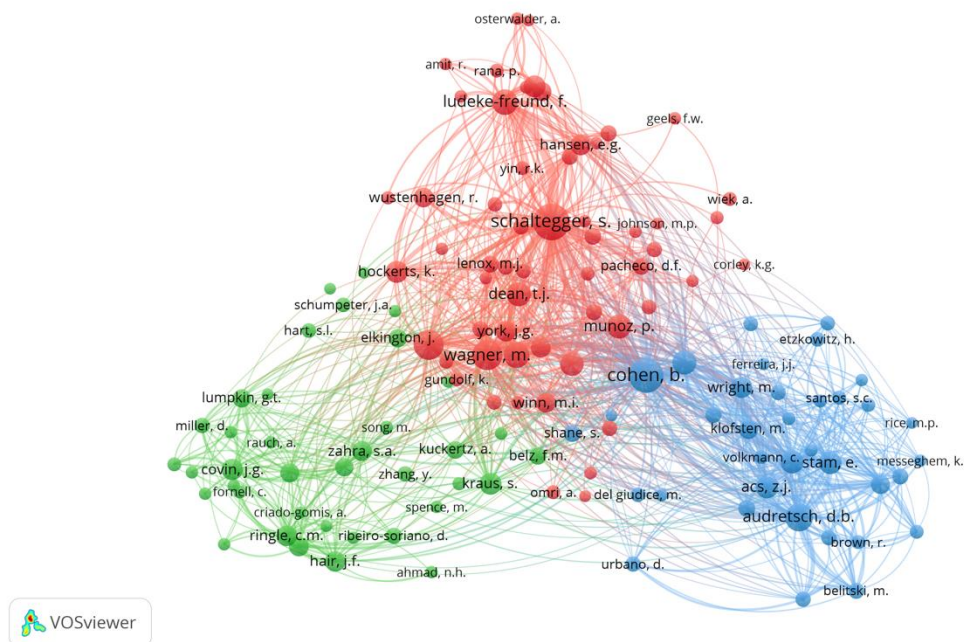 osterwalder, a.
amit, r.
rana, p.
ludeke-freund, f.
geels, f.w.
hansen, e.g.
yin, r.k.
wustenhagen, r.
wiek, a.
schaltegger, s.
johnson, m.p.
lenox, m.j.
pacheco, d.f.
corley, k.g.
hockerts, k.
dean, t.j.
schumpeter, j.a.
hart, s.l.
elkington, j.
york, j.g.
munoz, p.
etzkowitz, h.
wagner, m.
ferreira, j.j.
gundolf, k.
cohen, b.
wright, m.
santos, s.c.
lumpkin, g.t.
winn, m.i.
rice, m.p.
miller, d.
song, m.
shane, s.
klofsten, m.
rauch, a.
zahra, s.a.
kuckertz, a.
belz, f.m.
volkmann, c.
stam, e.
messeghem, k.
covin, j.g.
zhang, y.
kraus, s.
omri, a.
del giudice, m.
acs, z.j.
fornell, c.
spence, m.
criado-gomis, a.
audretsch, d.b.
ringle, c.m.
ribeiro-soriano, d.
brown, r.
hair, j.f.
ahmad, n.h.
urbano, d.
belitski, m.
VOSviewer